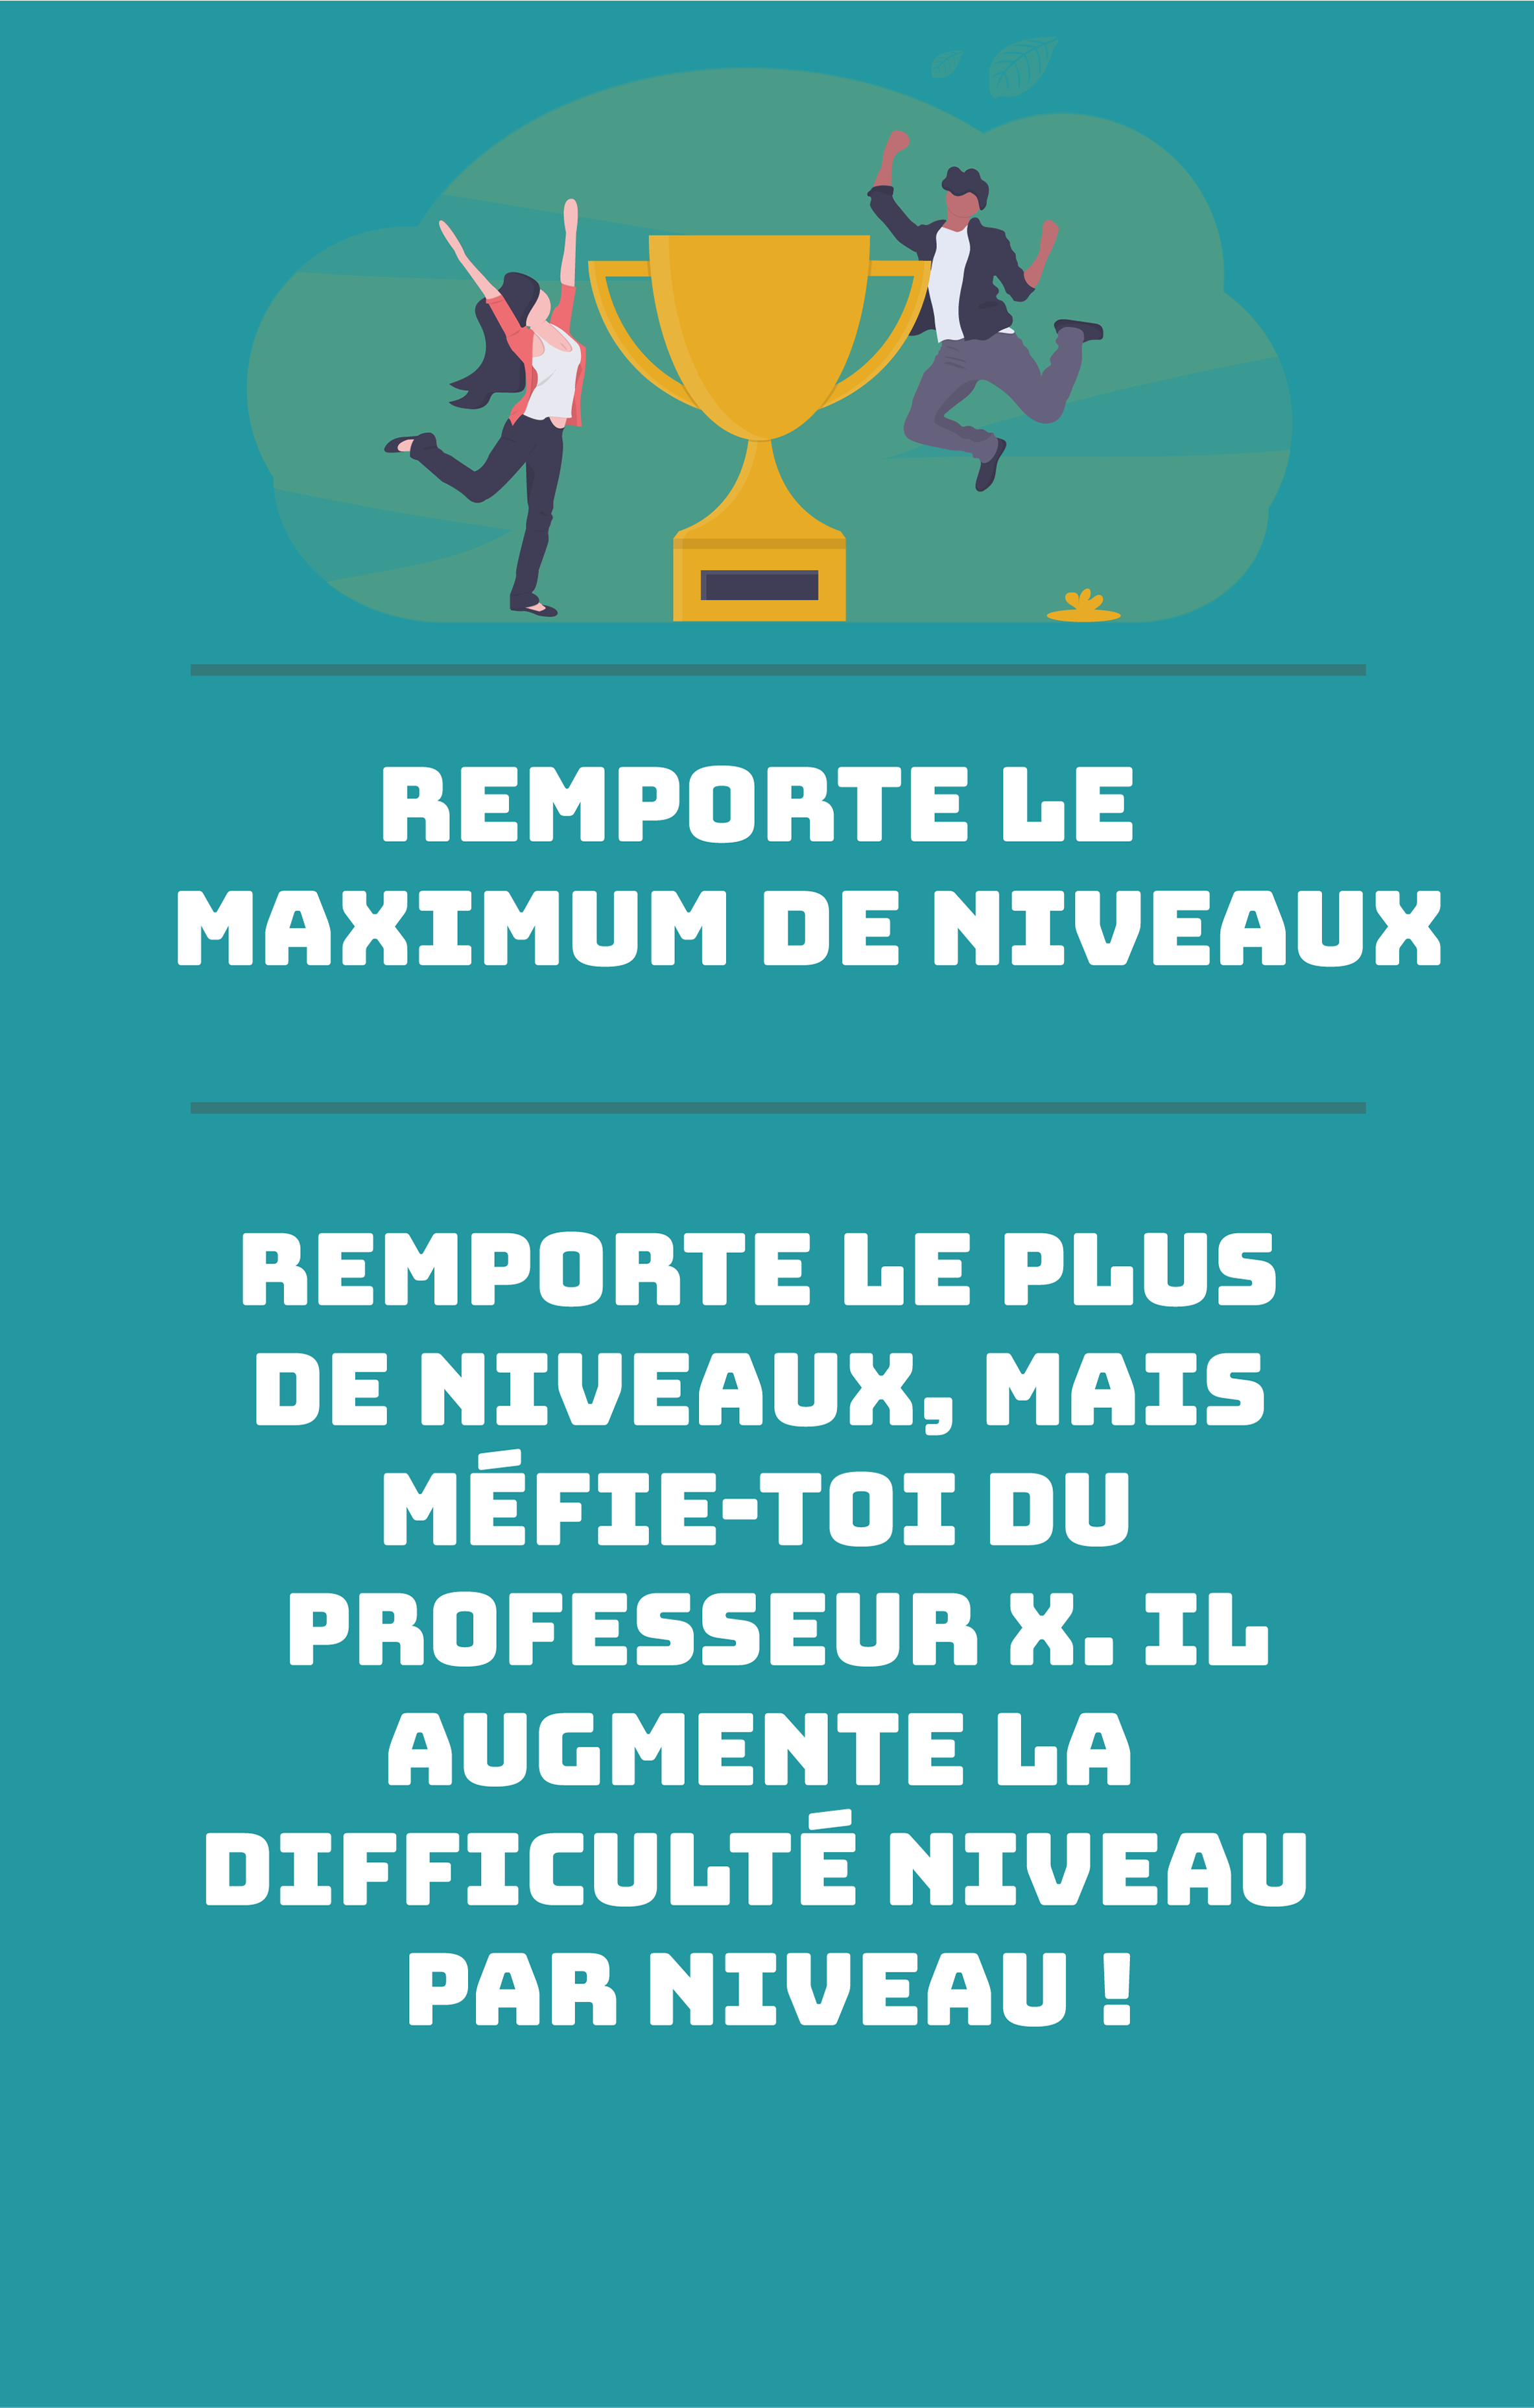 REMPORTE LE
MAXIMUM DE NIVEAUX
REMPORTE LE PLUS
DE NIVEAUX, MAIS
MÉFIE-TOI DU
PROFESSEUR X. IL
AUGMENTE LA
DIFFICULTÉ NIVEAU
PAR NIVEAU !